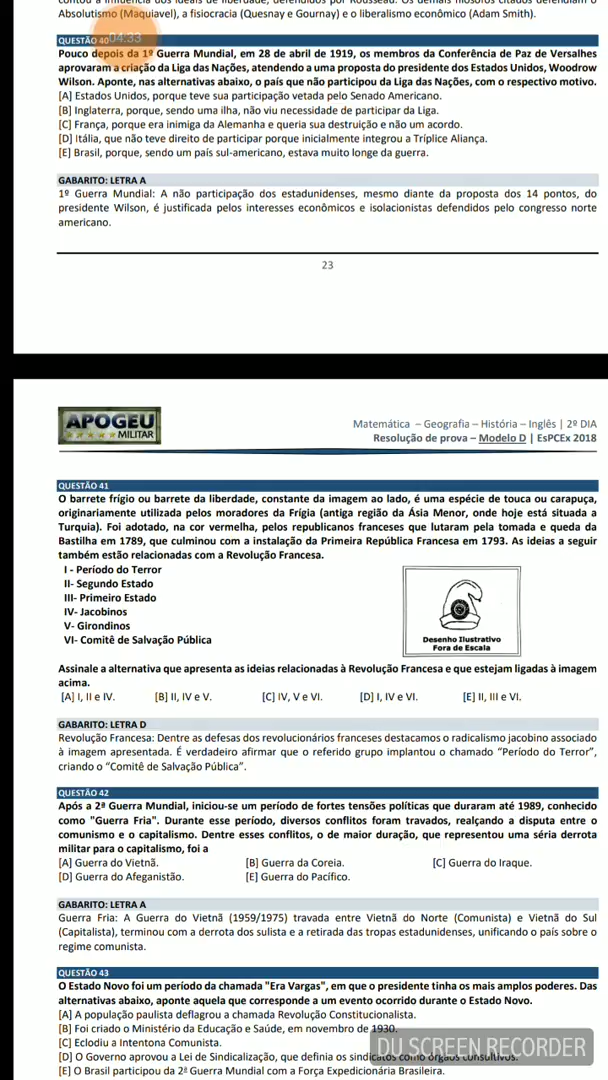 contou a influência dos ideais de liberdade, defendidos por Rousseau. Os demais filósofos citados defendiam o
Absolutismo (Maquiavel), a fisiocracia (Quesnay e Gournay) e o liberalismo econômico (Adam Smith).
04:33
QUESTÃO 40
Pouco depois da 1ª Guerra Mundial, em 28 de abril de 1919, os membros da Conferência de Paz de Versalhes
aprovaram a criação da Liga das Nações, atendendo a uma proposta do presidente dos Estados Unidos, Woodrow
Wilson. Aponte, nas alternativas abaixo, o país que não participou da Liga das Nações, com o respectivo motivo.
[A] Estados Unidos, porque teve sua participação vetada pelo Senado Americano.
[B] Inglaterra, porque, sendo uma ilha, não viu necessidade de participar da Liga.
[C] França, porque era inimiga da Alemanha e queria sua destruição e não um acordo.
[D] Itália, que não teve direito de participar porque inicialmente integrou a Tríplice Aliança.
[E] Brasil, porque, sendo um país sul-americano, estava muito longe da guerra.
GABARITO: LETRA A
1º Guerra Mundial: A não participação dos estadunidenses, mesmo diante da proposta dos 14 pontos, do
presidente Wilson, é justificada pelos interesses econômicos e isolacionistas defendidos pelo congresso norte
americano.
23
APOGEU
MILITAR
Matemática – Geografia – História – Inglês | 2º DIA
Resolução de prova – Modelo D | EsPCEx 2018
QUESTÃO 41
O barrete frígio ou barrete da liberdade, constante da imagem ao lado, é uma espécie de touca ou carapuça,
originariamente utilizada pelos moradores da Frígia (antiga região da Ásia Menor, onde hoje está situada a
Turquia). Foi adotado, na cor vermelha, pelos republicanos franceses que lutaram pela tomada e queda da
Bastilha em 1789, que culminou com a instalação da Primeira República Francesa em 1793. As ideias a seguir
também estão relacionadas com a Revolução Francesa.
I - Período do Terror
II- Segundo Estado
III- Primeiro Estado
IV- Jacobinos
V- Girondinos
VI- Comitê de Salvação Pública
Desenho Ilustrativo
Fora de Escala
Assinale a alternativa que apresenta as ideias relacionadas à Revolução Francesa e que estejam ligadas à imagem
acima.
[A] I, II e IV. [B] II, IV e V. [C] IV, V e VI. [D] I, IV e VI. [E] II, III e VI.
GABARITO: LETRA D
Revolução Francesa: Dentre as defesas dos revolucionários franceses destacamos o radicalismo jacobino associado
à imagem apresentada. É verdadeiro afirmar que o referido grupo implantou o chamado “Período do Terror”,
criando o “Comitê de Salvação Pública”.
QUESTÃO 42
Após a 2ª Guerra Mundial, iniciou-se um período de fortes tensões políticas que duraram até 1989, conhecido
como "Guerra Fria". Durante esse período, diversos conflitos foram travados, realçando a disputa entre o
comunismo e o capitalismo. Dentre esses conflitos, o de maior duração, que representou uma séria derrota
militar para o capitalismo, foi a
[A] Guerra do Vietnã. [B] Guerra da Coreia. [C] Guerra do Iraque.
[D] Guerra do Afeganistão. [E] Guerra do Pacífico.
GABARITO: LETRA A
Guerra Fria: A Guerra do Vietnã (1959/1975) travada entre Vietnã do Norte (Comunista) e Vietnã do Sul
(Capitalista), terminou com a derrota dos sulista e a retirada das tropas estadunidenses, unificando o país sobre o
regime comunista.
QUESTÃO 43
O Estado Novo foi um período da chamada "Era Vargas", em que o presidente tinha os mais amplos poderes. Das
alternativas abaixo, aponte aquela que corresponde a um evento ocorrido durante o Estado Novo.
[A] A população paulista deflagrou a chamada Revolução Constitucionalista.
[B] Foi criado o Ministério da Educação e Saúde, em novembro de 1930.
[C] Eclodiu a Intentona Comunista.
[D] O Governo aprovou a Lei de Sindicalização, que definia os sindicatos como órgãos consultivos.
[E] O Brasil participou da 2ª Guerra Mundial com a Força Expedicionária Brasileira.
DU SCREEN RECORDER